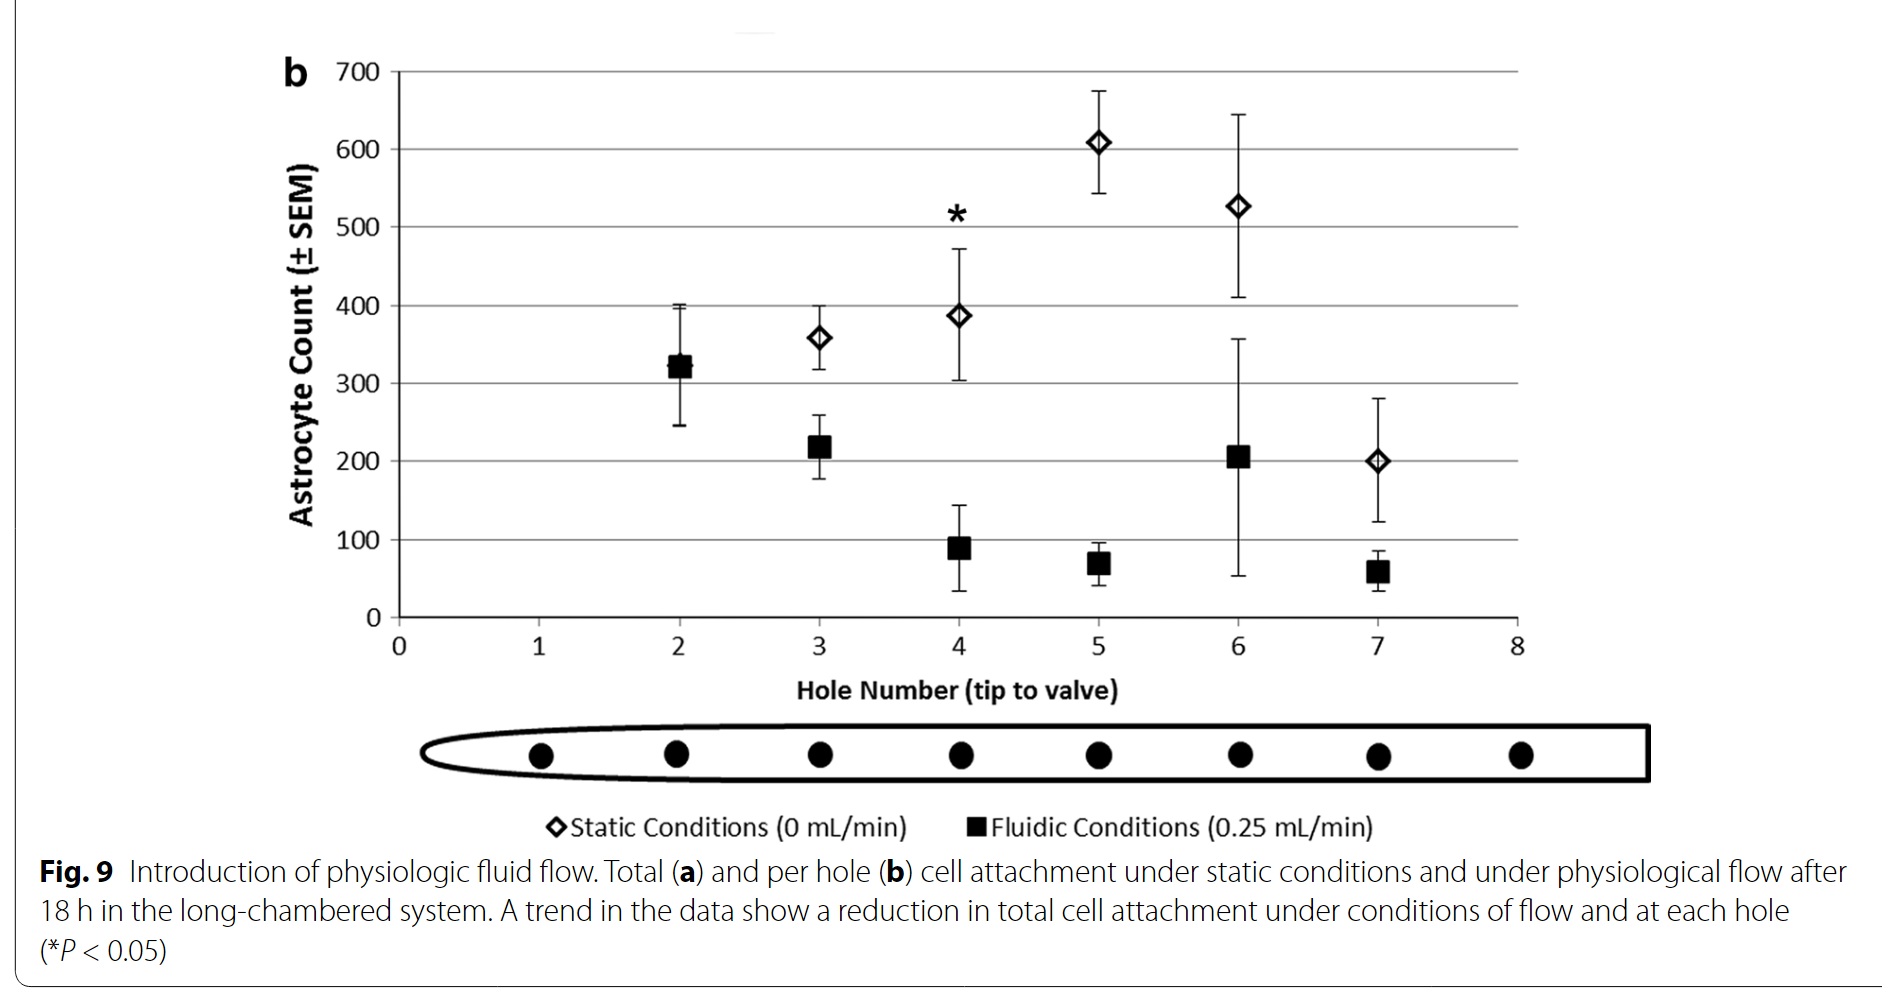 b
700
600
500
400
300
200
100
0
Astrocyte Count (± SEM)
*
0 1 2 3 4 5 6 7 8
Hole Number (tip to valve)
Static Conditions (0 mL/min) Fluidic Conditions (0.25 mL/min)
Fig. 9 Introduction of physiologic fluid flow. Total (a) and per hole (b) cell attachment under static conditions and under physiological flow after
18 h in the long-chambered system. A trend in the data show a reduction in total cell attachment under conditions of flow and at each hole
(*P < 0.05)